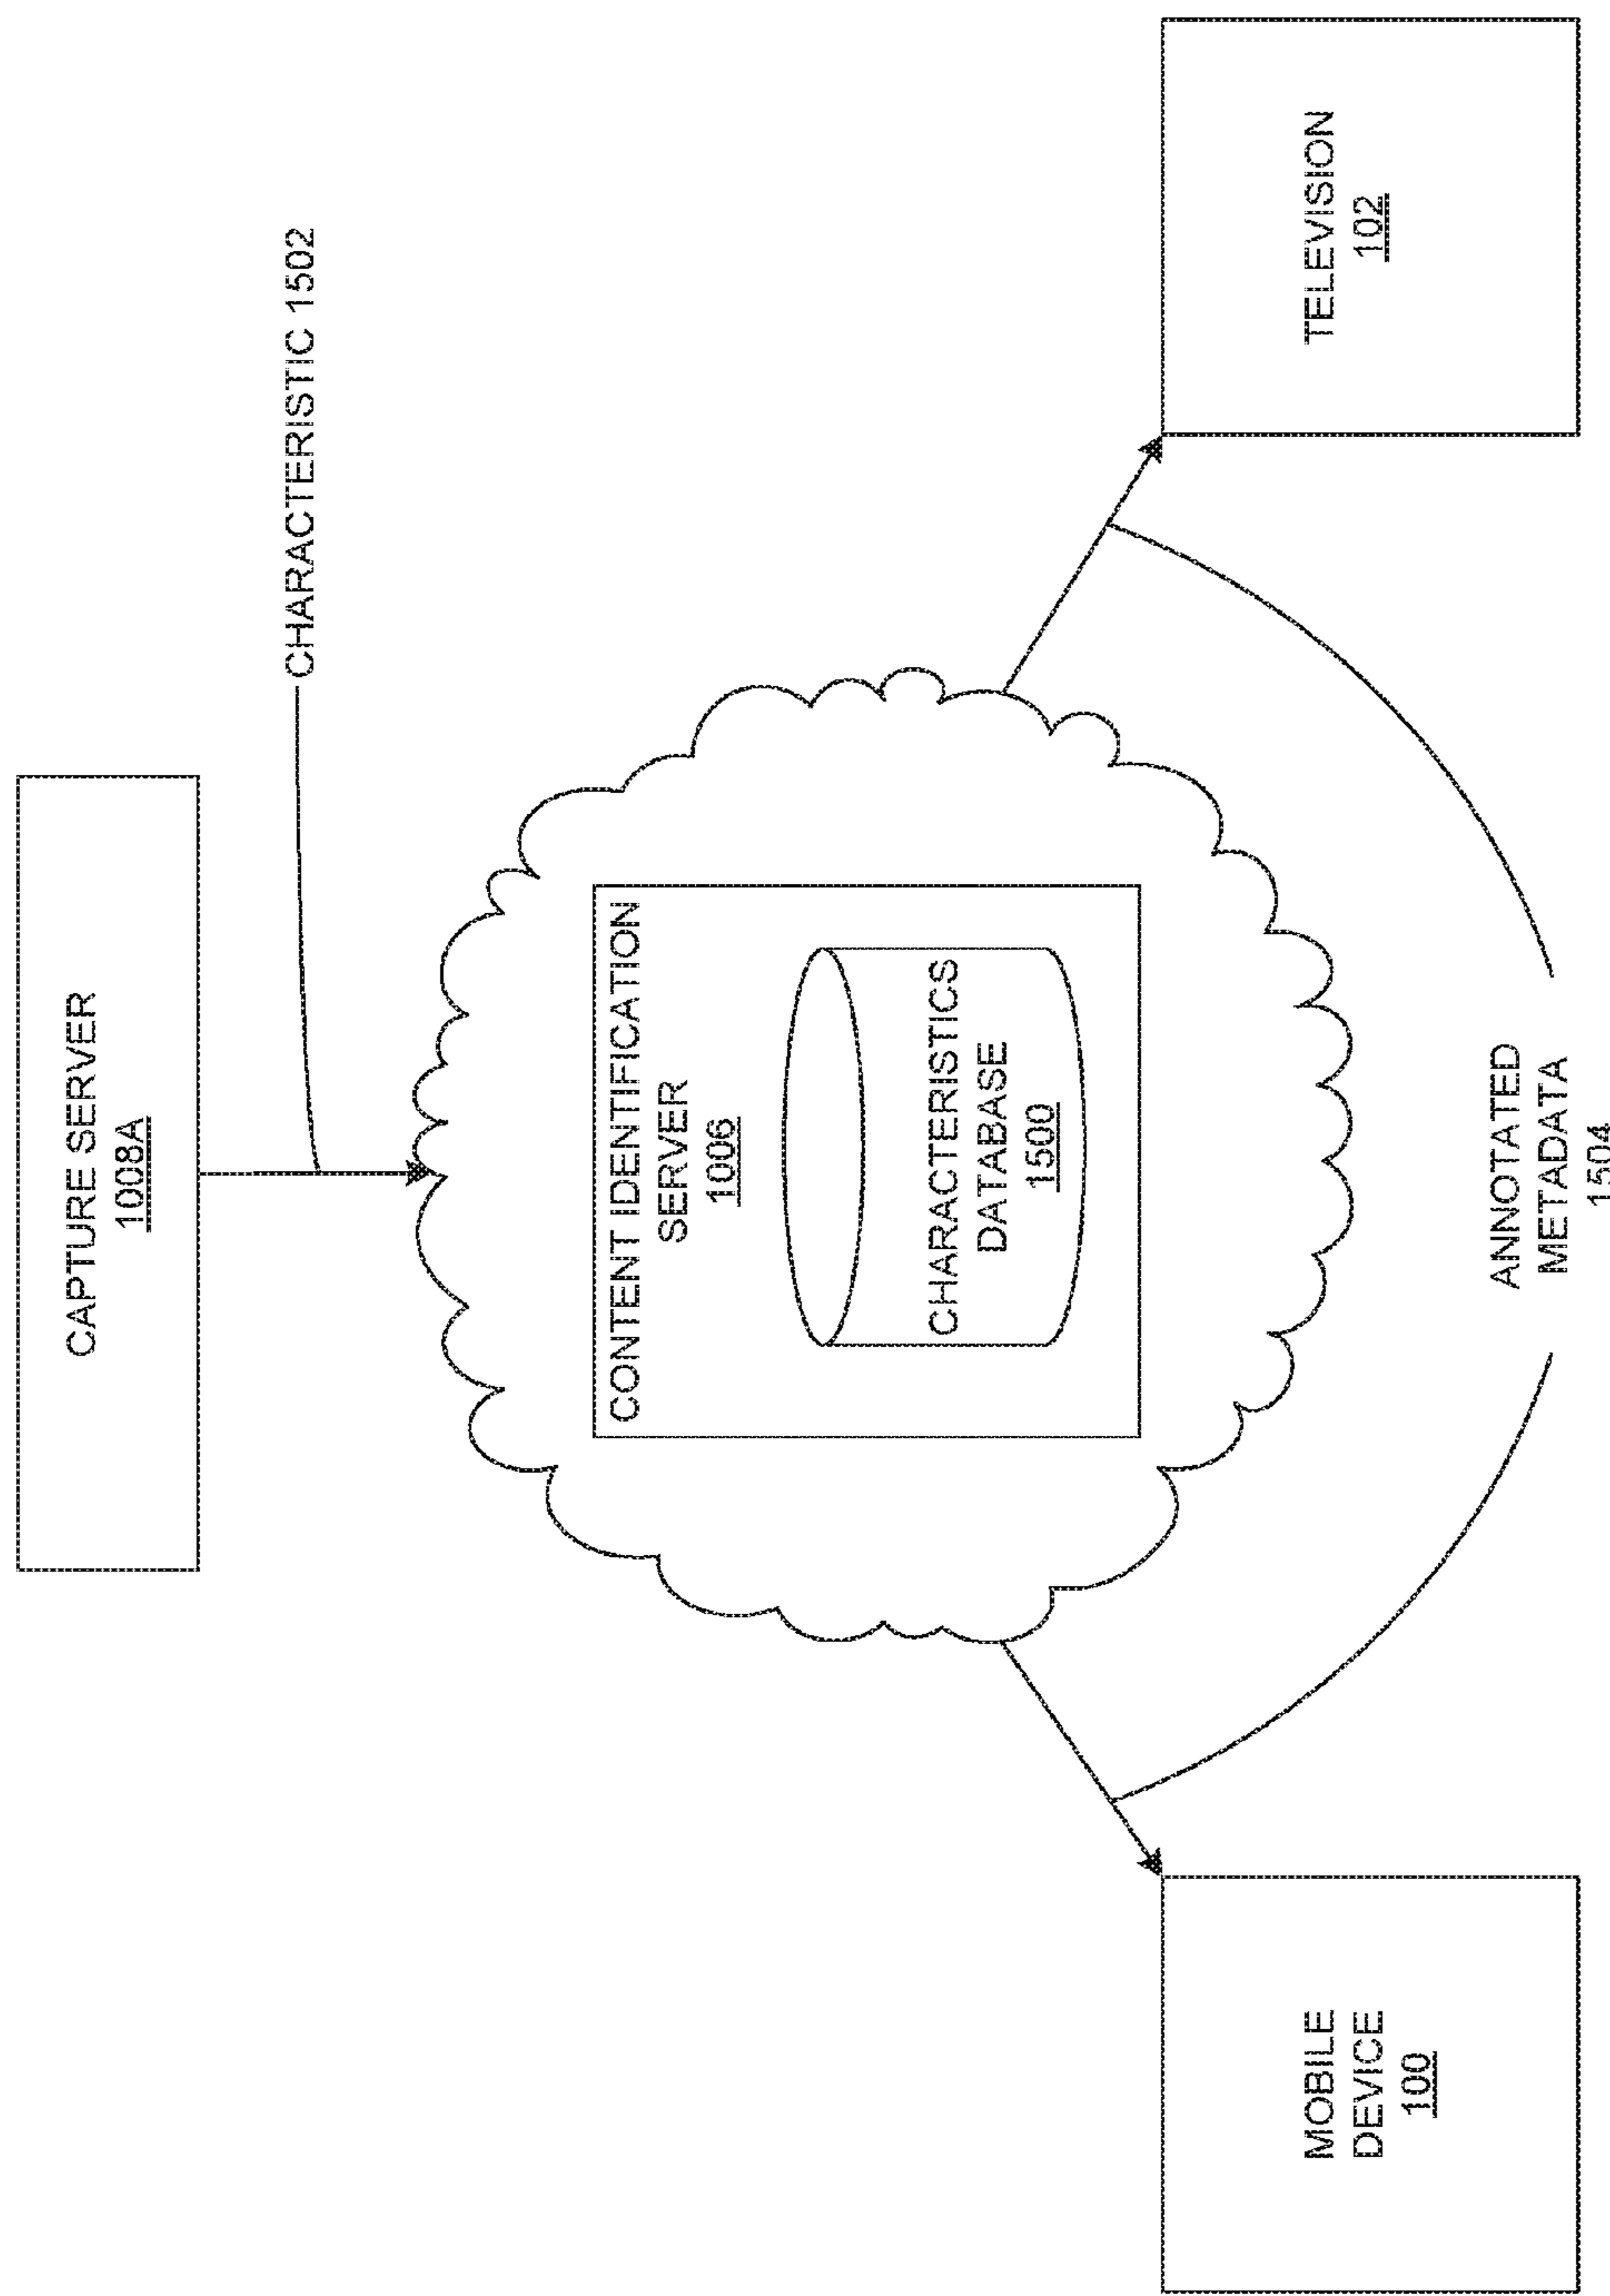 CAPTURE SERVER
1008A
CHARACTERISTIC 1502
CONTENT IDENTIFICATION
SERVER
1006
CHARACTERISTICS
DATABASE
1500
MOBILE
DEVICE
100
TELEVISION
102
ANNOTATED
METADATA
1504